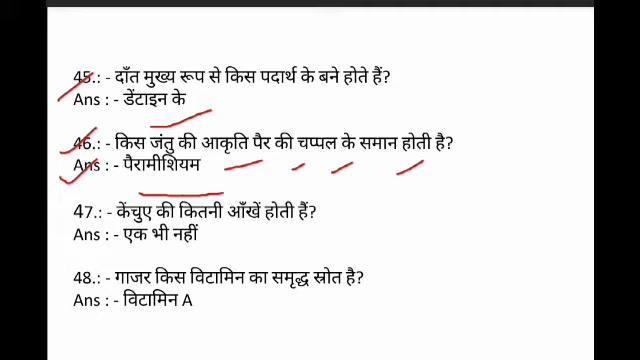 45.: - दाँत मुख्य रूप से किस पदार्थ के बने होते हैं?
Ans : - डेंटाइन के
46.: - किस जंतु की आकृति पैर की चप्पल के समान होती है?
Ans : - पैरामीशियम
47.: - केंचुए की कितनी आँखें होती हैं?
Ans : - एक भी नहीं
48.: - गाजर किस विटामिन का समृद्ध स्रोत है?
Ans : - विटामिन A